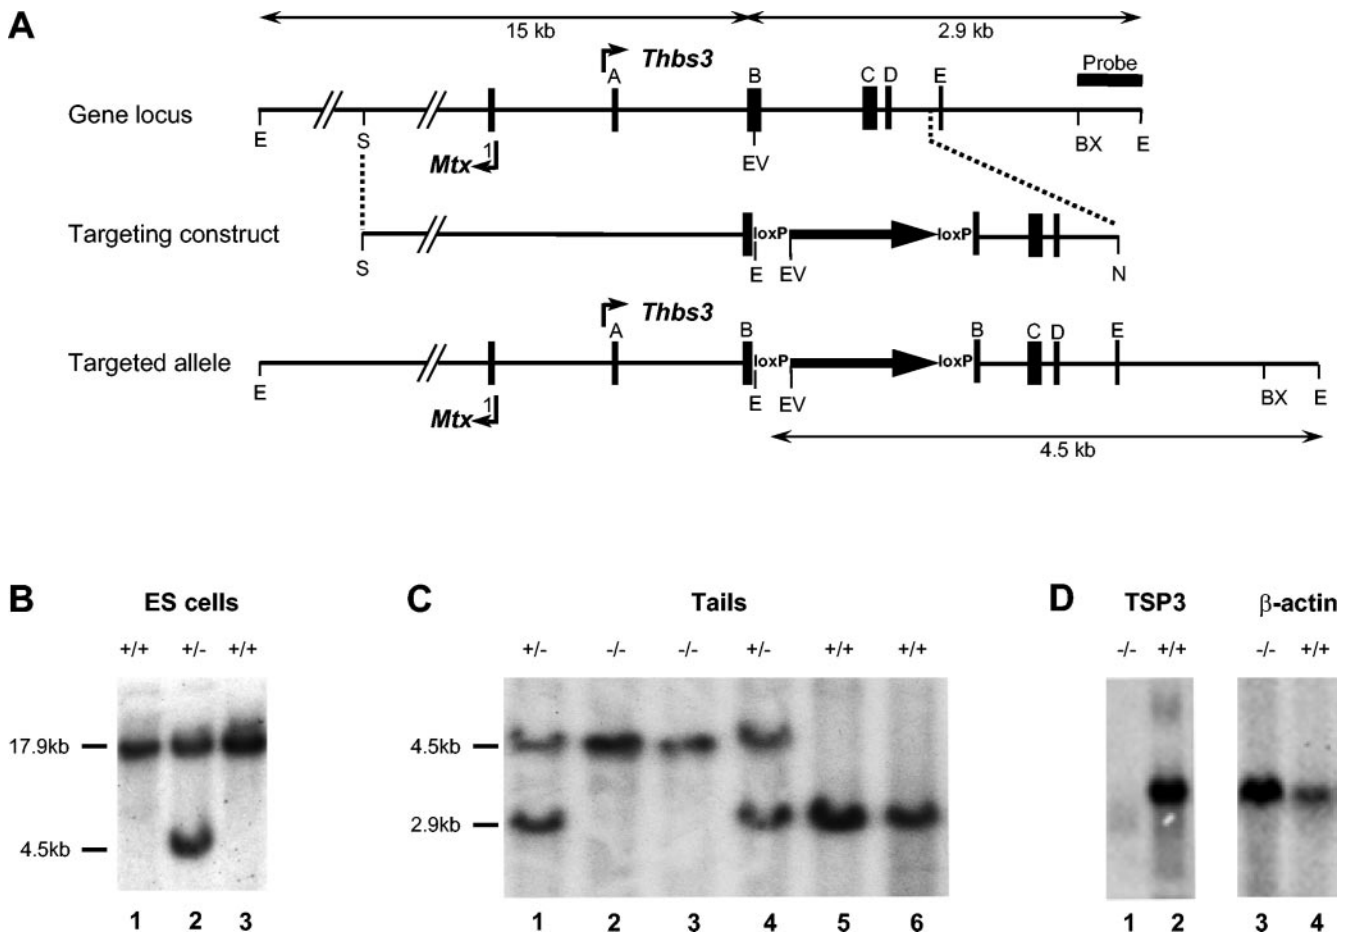 A
15 kb
2.9 kb
Thbs3
Probe
A B C D E
Gene locus
E S 1 EV BX E
Mtx
Targeting construct
loxP loxP
S E EV N
Thbs3
A B B C D E
Targeted allele
loxP loxP
E 1 E EV BX E
Mtx
4.5 kb
B
ES cells
+/+ +/- +/+
17.9kb
4.5kb
1 2 3
C
Tails
+/- -/- -/- +/- +/+ +/+
4.5kb
2.9kb
1 2 3 4 5 6
D
TSP3 β-actin
-/- +/+ -/- +/+
1 2 3 4